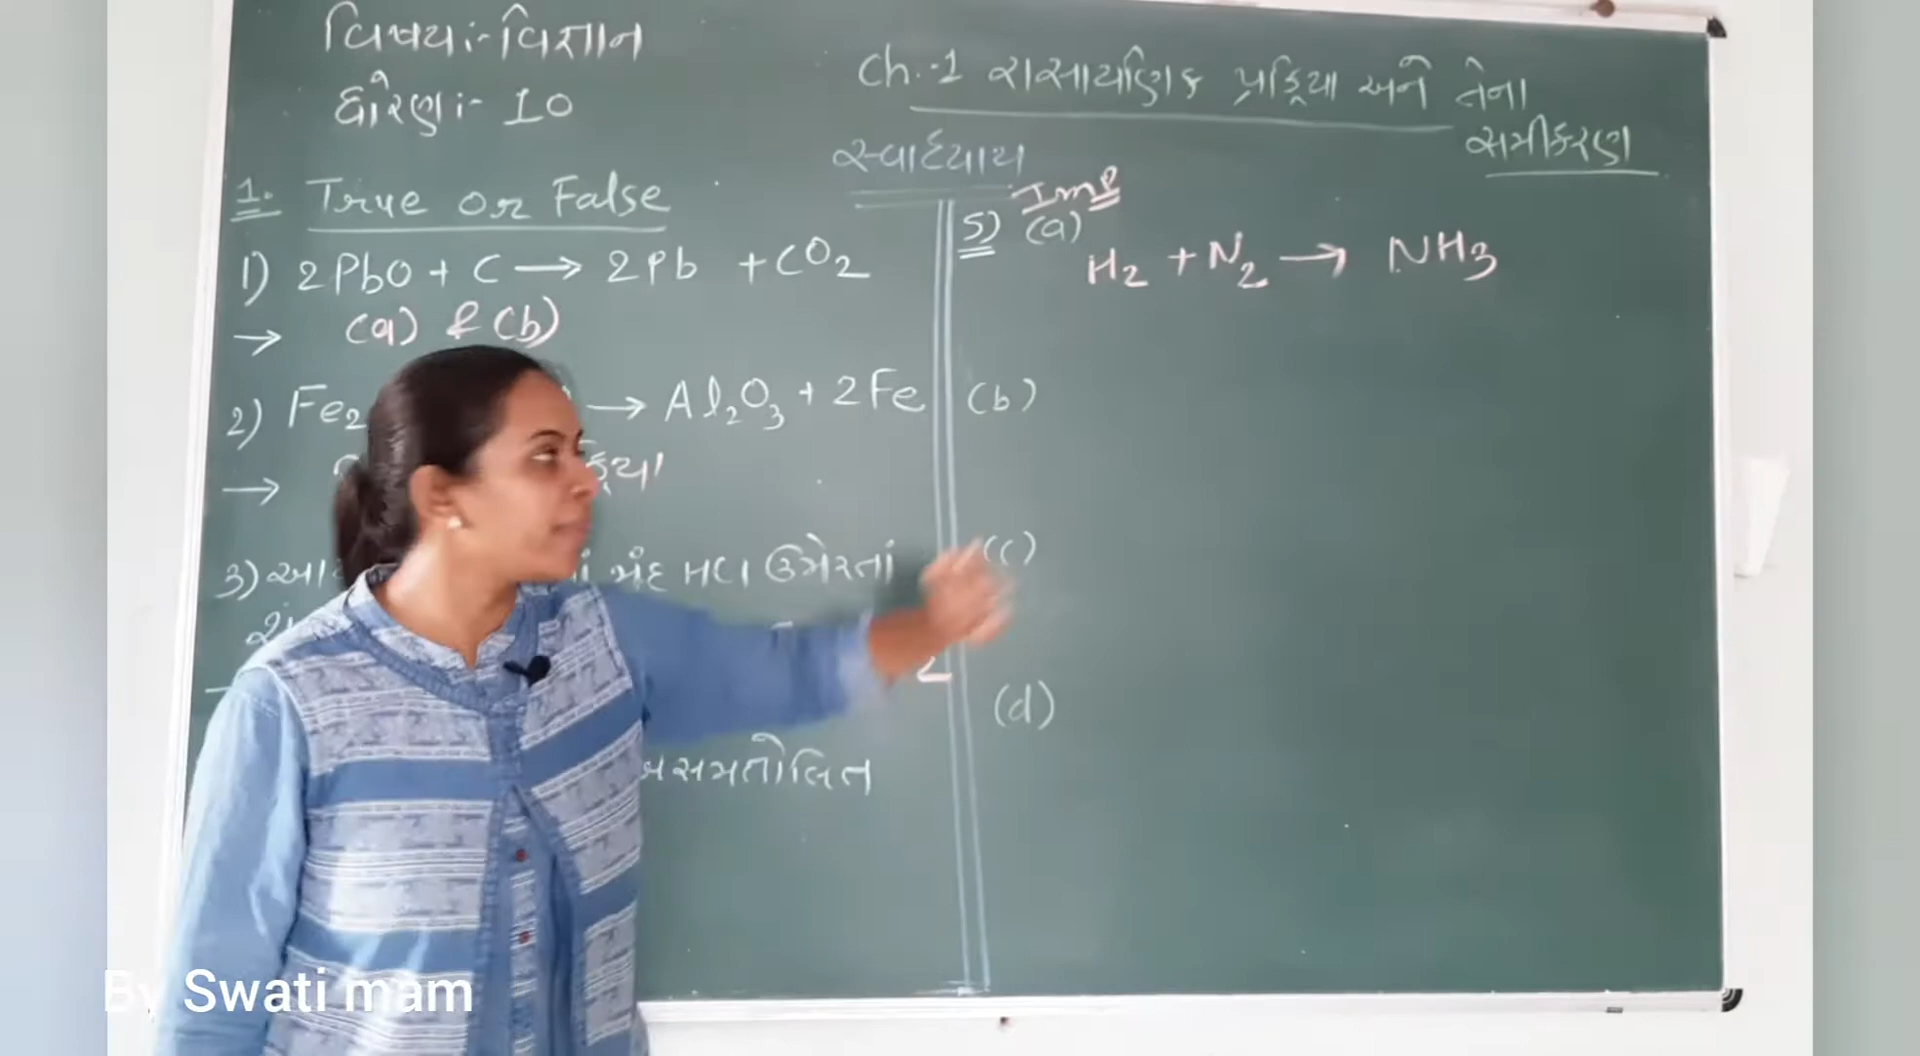 વિષય:- વિજ્ઞાન
ધોરણ:- 10
Ch.-1 રાસાયણિક પ્રક્રિયા અને તેના
સમીકરણ
સ્વાધ્યાય
1. True or False
1) 2PbO + C → 2Pb + CO2
→ (a) & (b)
2) Fe2 → Al2O3 + 2Fe
→
3) મંદ HCl ઉમેરતાં
2
અસમતોલિત
5) Imp
(a) H2 + N2 → NH3
(b)
(c)
(d)
By Swati mam